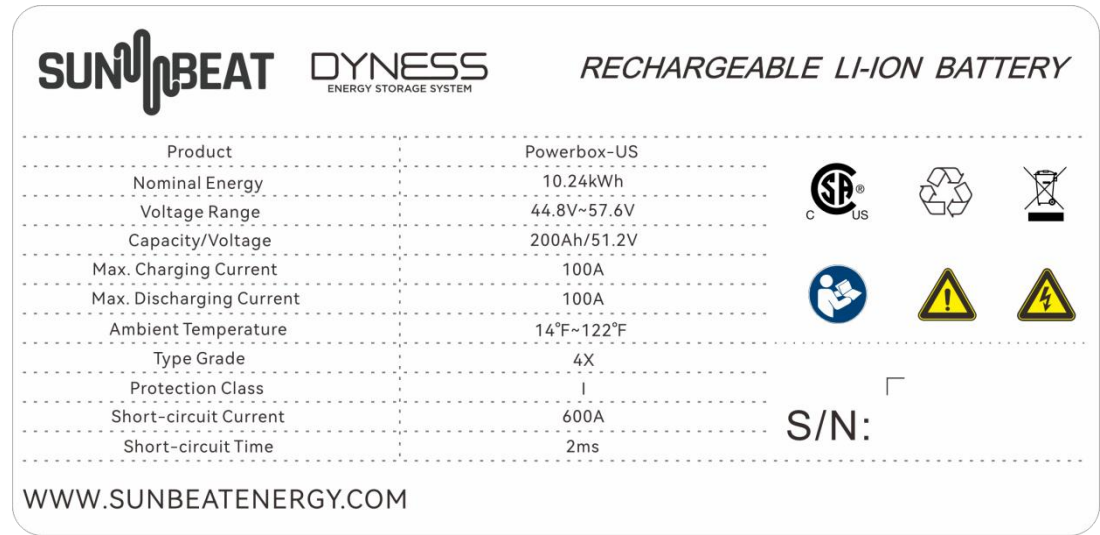 SUNBEAT DYNESS RECHARGEABLE LI-ION BATTERY
ENERGY STORAGE SYSTEM
Product Powerbox-US
Nominal Energy 10.24kWh
Voltage Range 44.8V~57.6V
Capacity/Voltage 200Ah/51.2V
Max. Charging Current 100A
Max. Discharging Current 100A
Ambient Temperature 14°F~122°F
Type Grade 4X
Protection Class I
Short-circuit Current 600A
Short-circuit Time 2ms
SA ®
C US
S/N:
WWW.SUNBEATENERGY.COM